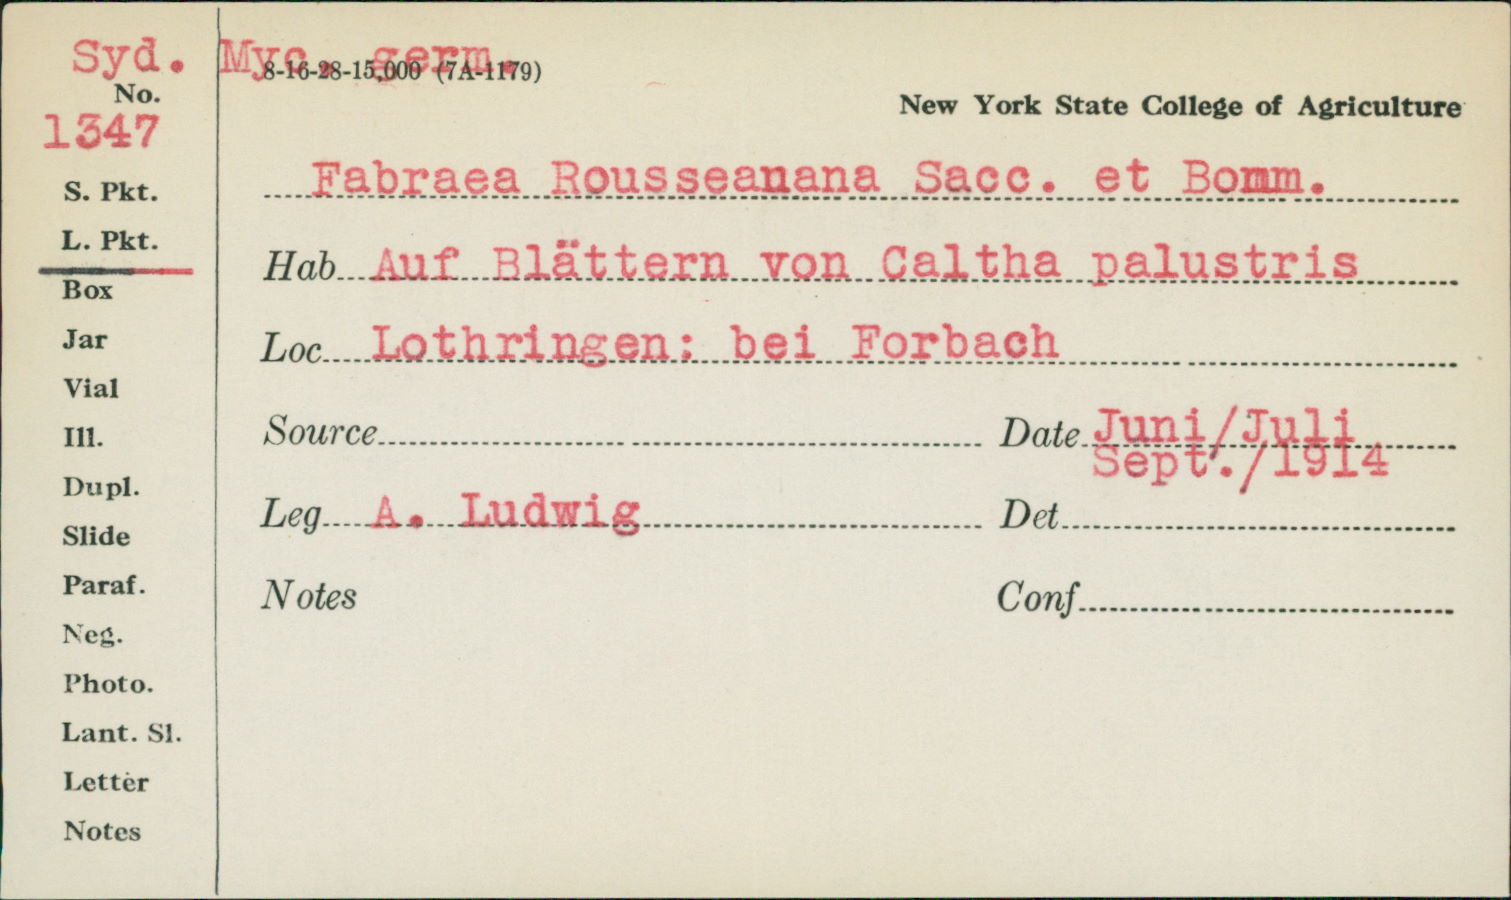 Syd. Myc. germ.
8-16-28-15,000 (7A-1179)
No.
New York State College of Agriculture
1347
Fabraea Rousseanana Sacc. et Bomm.
S. Pkt.
L. Pkt.
Hab Auf Blättern von Caltha palustris
Box
Jar
Loc Lothringen: bei Forbach
Vial
Ill.
Source
Date Juni/Juli
Sept./1914
Dupl.
Slide
Leg A. Ludwig
Det
Paraf.
Notes
Conf
Neg.
Photo.
Lant. Sl.
Letter
Notes